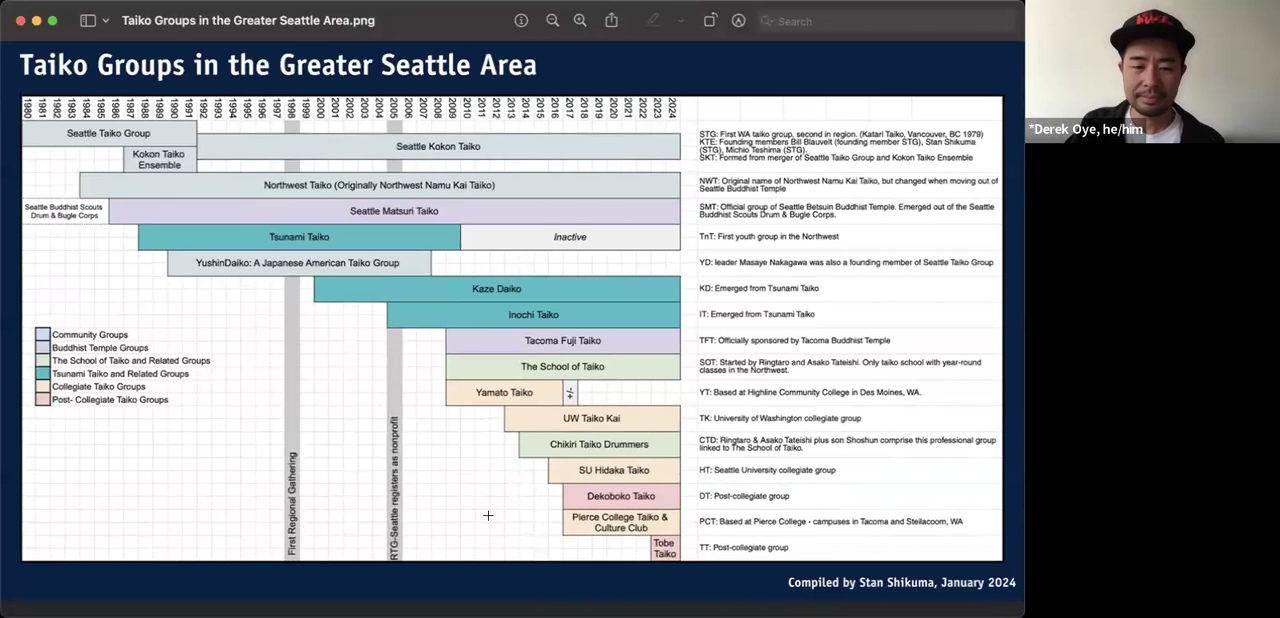 Taiko Groups in the Greater Seattle Area.png
Search
Taiko Groups in the Greater Seattle Area
1980 1981 1982 1983 1984 1985 1986 1987 1988 1989 1990 1991 1992 1993 1994 1995 1996 1997 1998 1999 2000 2001 2002 2003 2004 2005 2006 2007 2008 2009 2010 2011 2012 2013 2014 2015 2016 2017 2018 2019 2020 2021 2022 2023 2024
Seattle Taiko Group
Kokon Taiko
Ensemble
Seattle Kokon Taiko
STG: First WA taiko group, second in region. (Katari Taiko, Vancouver, BC 1979)
KTE: Founding members Bill Blauvelt (founding member STG), Stan Shikuma
(STG), Michio Teshima (STG).
SKT: Formed from merger of Seattle Taiko Group and Kokon Taiko Ensemble
Northwest Taiko (Originally Northwest Namu Kai Taiko)
NWT: Original name of Northwest Namu Kai Taiko, but changed when moving out of
Seattle Buddhist Temple
Seattle Buddhist Scouts
Drum & Bugle Corps
Seattle Matsuri Taiko
SMT: Official group of Seattle Betsuin Buddhist Temple. Emerged out of the Seattle
Buddhist Scouts Drum & Bugle Corps.
Tsunami Taiko
Inactive
TnT: First youth group in the Northwest
YushinDaiko: A Japanese American Taiko Group
YD: leader Masaye Nakagawa was also a founding member of Seattle Taiko Group
Kaze Daiko
KD: Emerged from Tsunami Taiko
Inochi Taiko
IT: Emerged from Tsunami Taiko
Tacoma Fuji Taiko
TFT: Officially sponsored by Tacoma Buddhist Temple
The School of Taiko
SOT: Started by Ringtaro and Asako Tateishi. Only taiko school with year-round
classes in the Northwest.
Yamato Taiko
YT: Based at Highline Community College in Des Moines, WA.
UW Taiko Kai
TK: University of Washington collegiate group
Chikiri Taiko Drummers
CTD: Ringtaro & Asako Tateishi plus son Shoshun comprise this professional group
linked to The School of Taiko.
SU Hidaka Taiko
HT: Seattle University collegiate group
Dekoboko Taiko
DT: Post-collegiate group
Pierce College Taiko &
Culture Club
PCT: Based at Pierce College - campuses in Tacoma and Steilacoom, WA
Tobe
Taiko
TT: Post-collegiate group
Community Groups
Buddhist Temple Groups
The School of Taiko and Related Groups
Tsunami Taiko and Related Groups
Collegiate Taiko Groups
Post- Collegiate Taiko Groups
First Regional Gathering
RTG-Seattle registers as nonprofit
Compiled by Stan Shikuma, January 2024
*Derek Oye, he/him